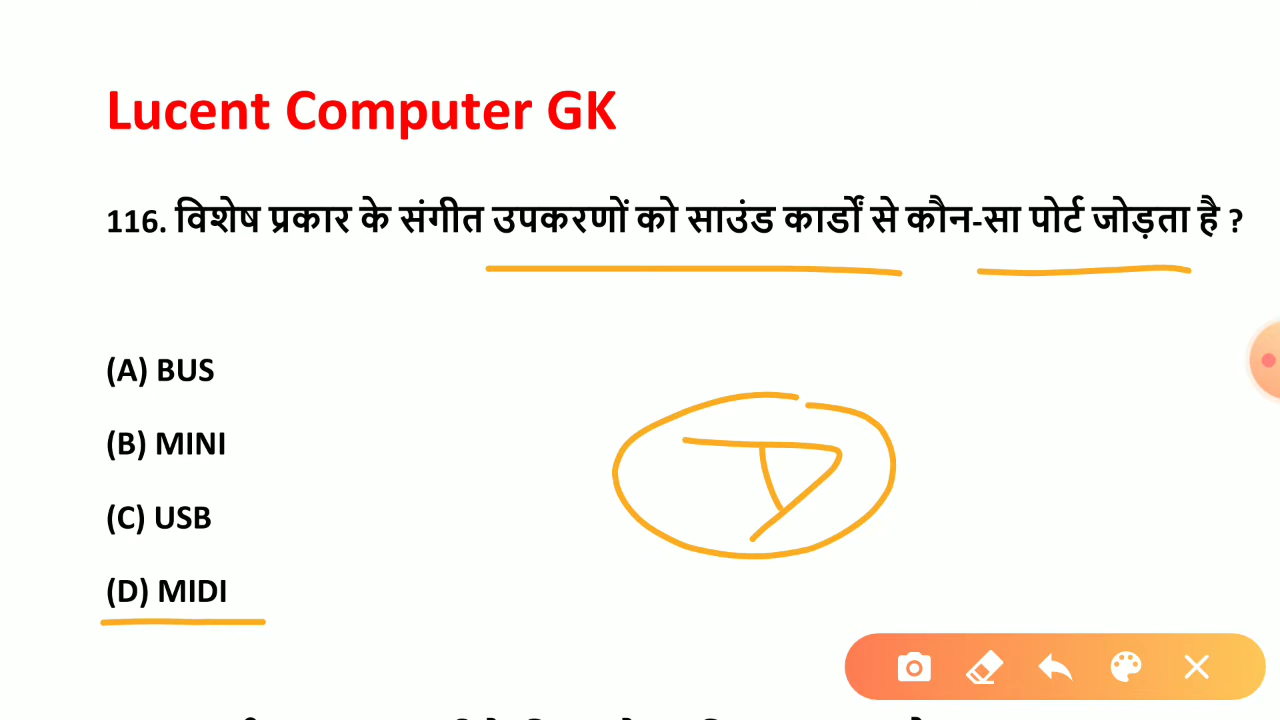 Lucent Computer GK
116. विशेष प्रकार के संगीत उपकरणों को साउंड कार्डों से कौन-सा पोर्ट जोड़ता है ?
(A) BUS
(B) MINI
(C) USB
D
(D) MIDI